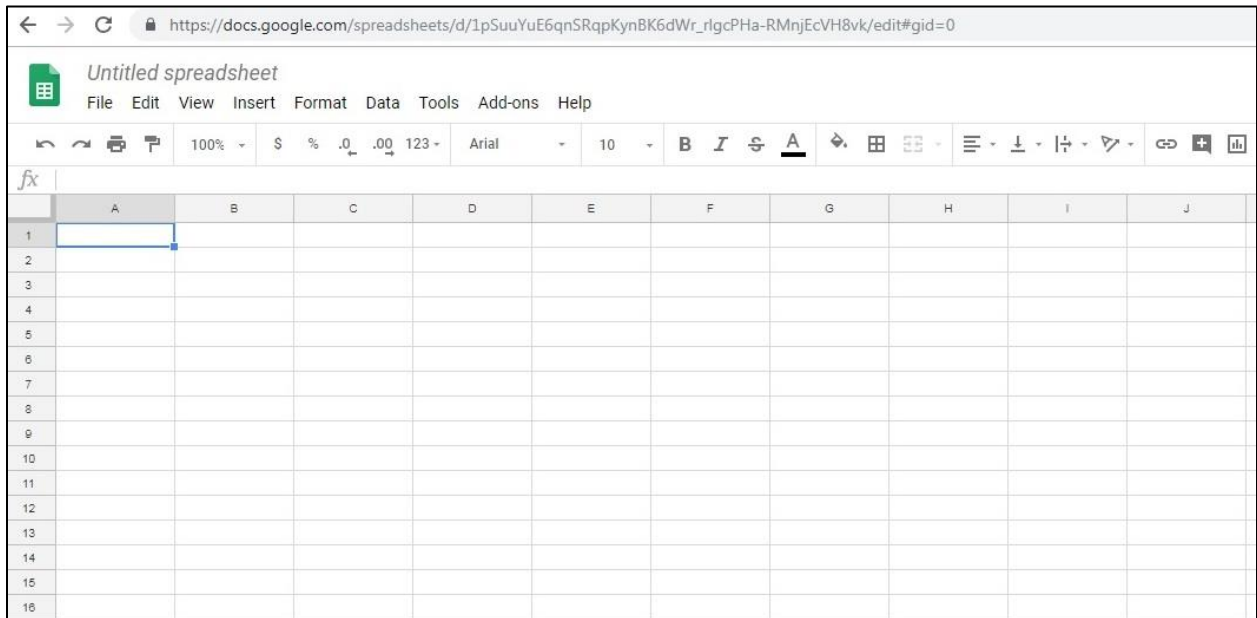 https://docs.google.com/spreadsheets/d/1pSuuYuE6qnSRqpKynBK6dWr_rlgcPHa-RMnjEcVH8vk/edit#gid=0
Untitled spreadsheet
File Edit View Insert Format Data Tools Add-ons Help
100% $ % .0 .00 123 Arial 10 B I S A
fx
A B C D E F G H I J
1
2
3
4
5
6
7
8
9
10
11
12
13
14
15
16